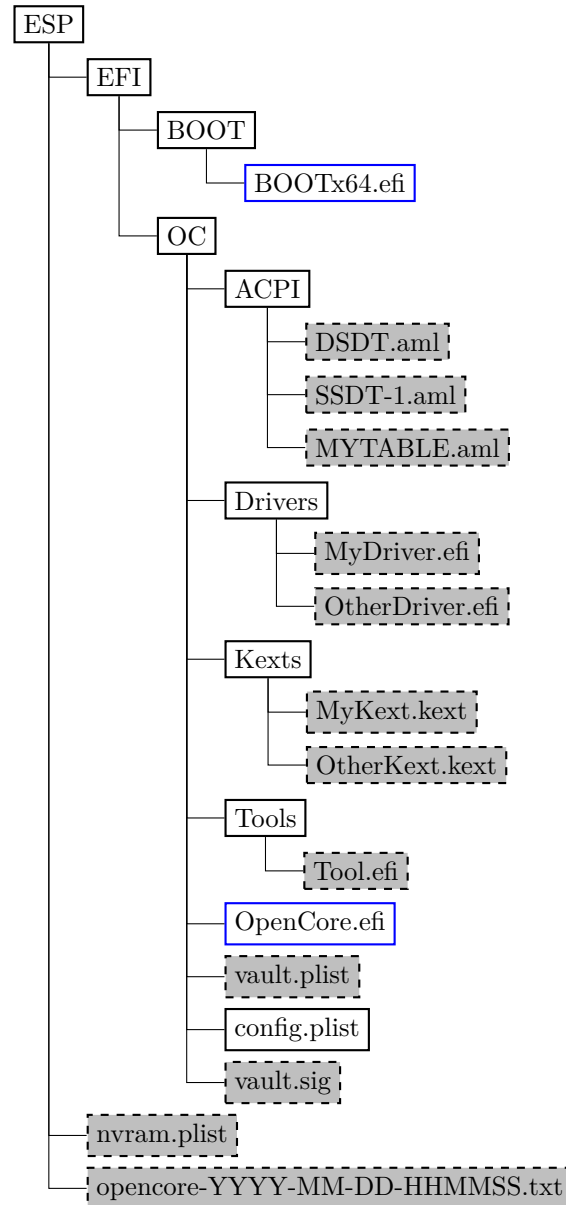 ESP
EFI
BOOT
BOOTx64.efi
OC
ACPI
DSDT.aml
SSDT-1.aml
MYTABLE.aml
Drivers
MyDriver.efi
OtherDriver.efi
Kexts
MyKext.kext
OtherKext.kext
Tools
Tool.efi
OpenCore.efi
vault.plist
config.plist
vault.sig
nvram.plist
opencore-YYYY-MM-DD-HHMMSS.txt